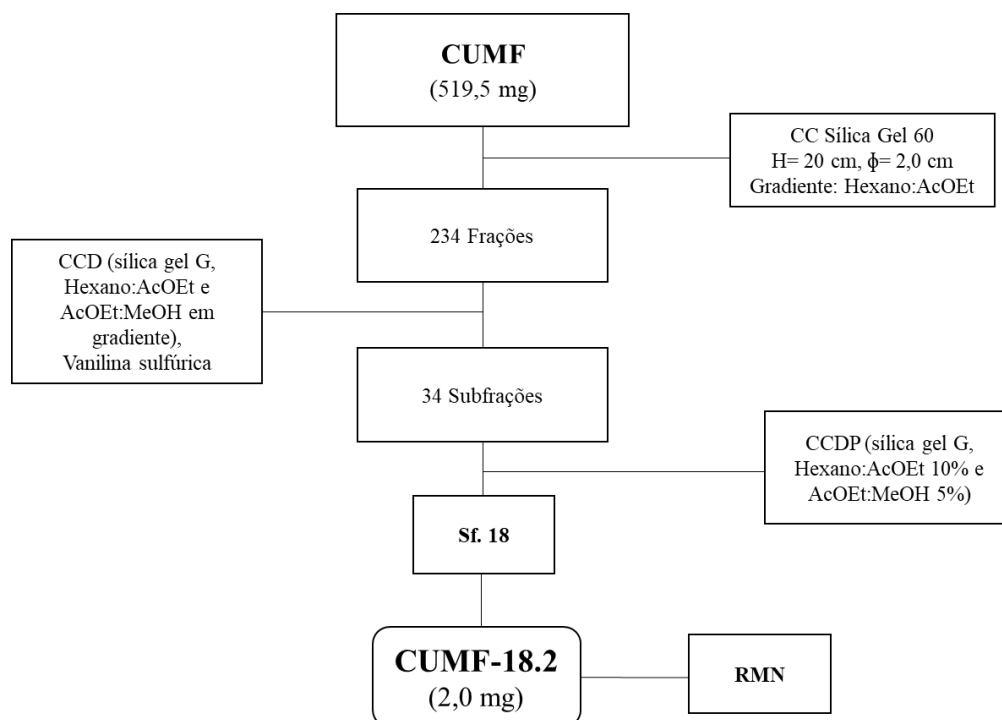 CUMF
(519,5 mg)
CC Sílica Gel 60
H= 20 cm, ϕ= 2,0 cm
Gradiente: Hexano:AcOEt
234 Frações
CCD (sílica gel G,
Hexano:AcOEt e
AcOEt:MeOH em
gradiente),
Vanilina sulfúrica
34 Subfrações
CCDP (sílica gel G,
Hexano:AcOEt 10% e
AcOEt:MeOH 5%)
Sf. 18
CUMF-18.2
(2,0 mg)
RMN